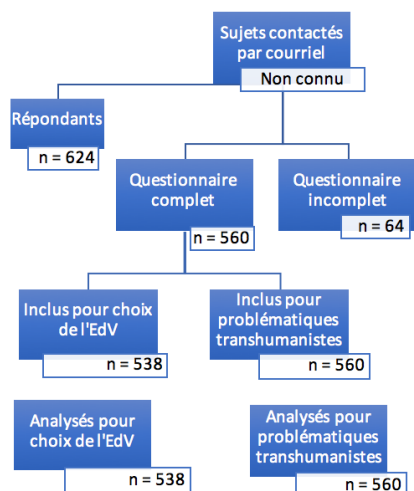 Sujets contactés
par courriel
Non connu
Répondants
n = 624
Questionnaire
complet
n = 560
Questionnaire
incomplet
n = 64
Inclus pour choix
de l'EdV
n = 538
Inclus pour
problématiques
transhumanistes
n = 560
Analysés pour
choix de l'EdV
n = 538
Analysés pour
problématiques
transhumanistes
n = 560